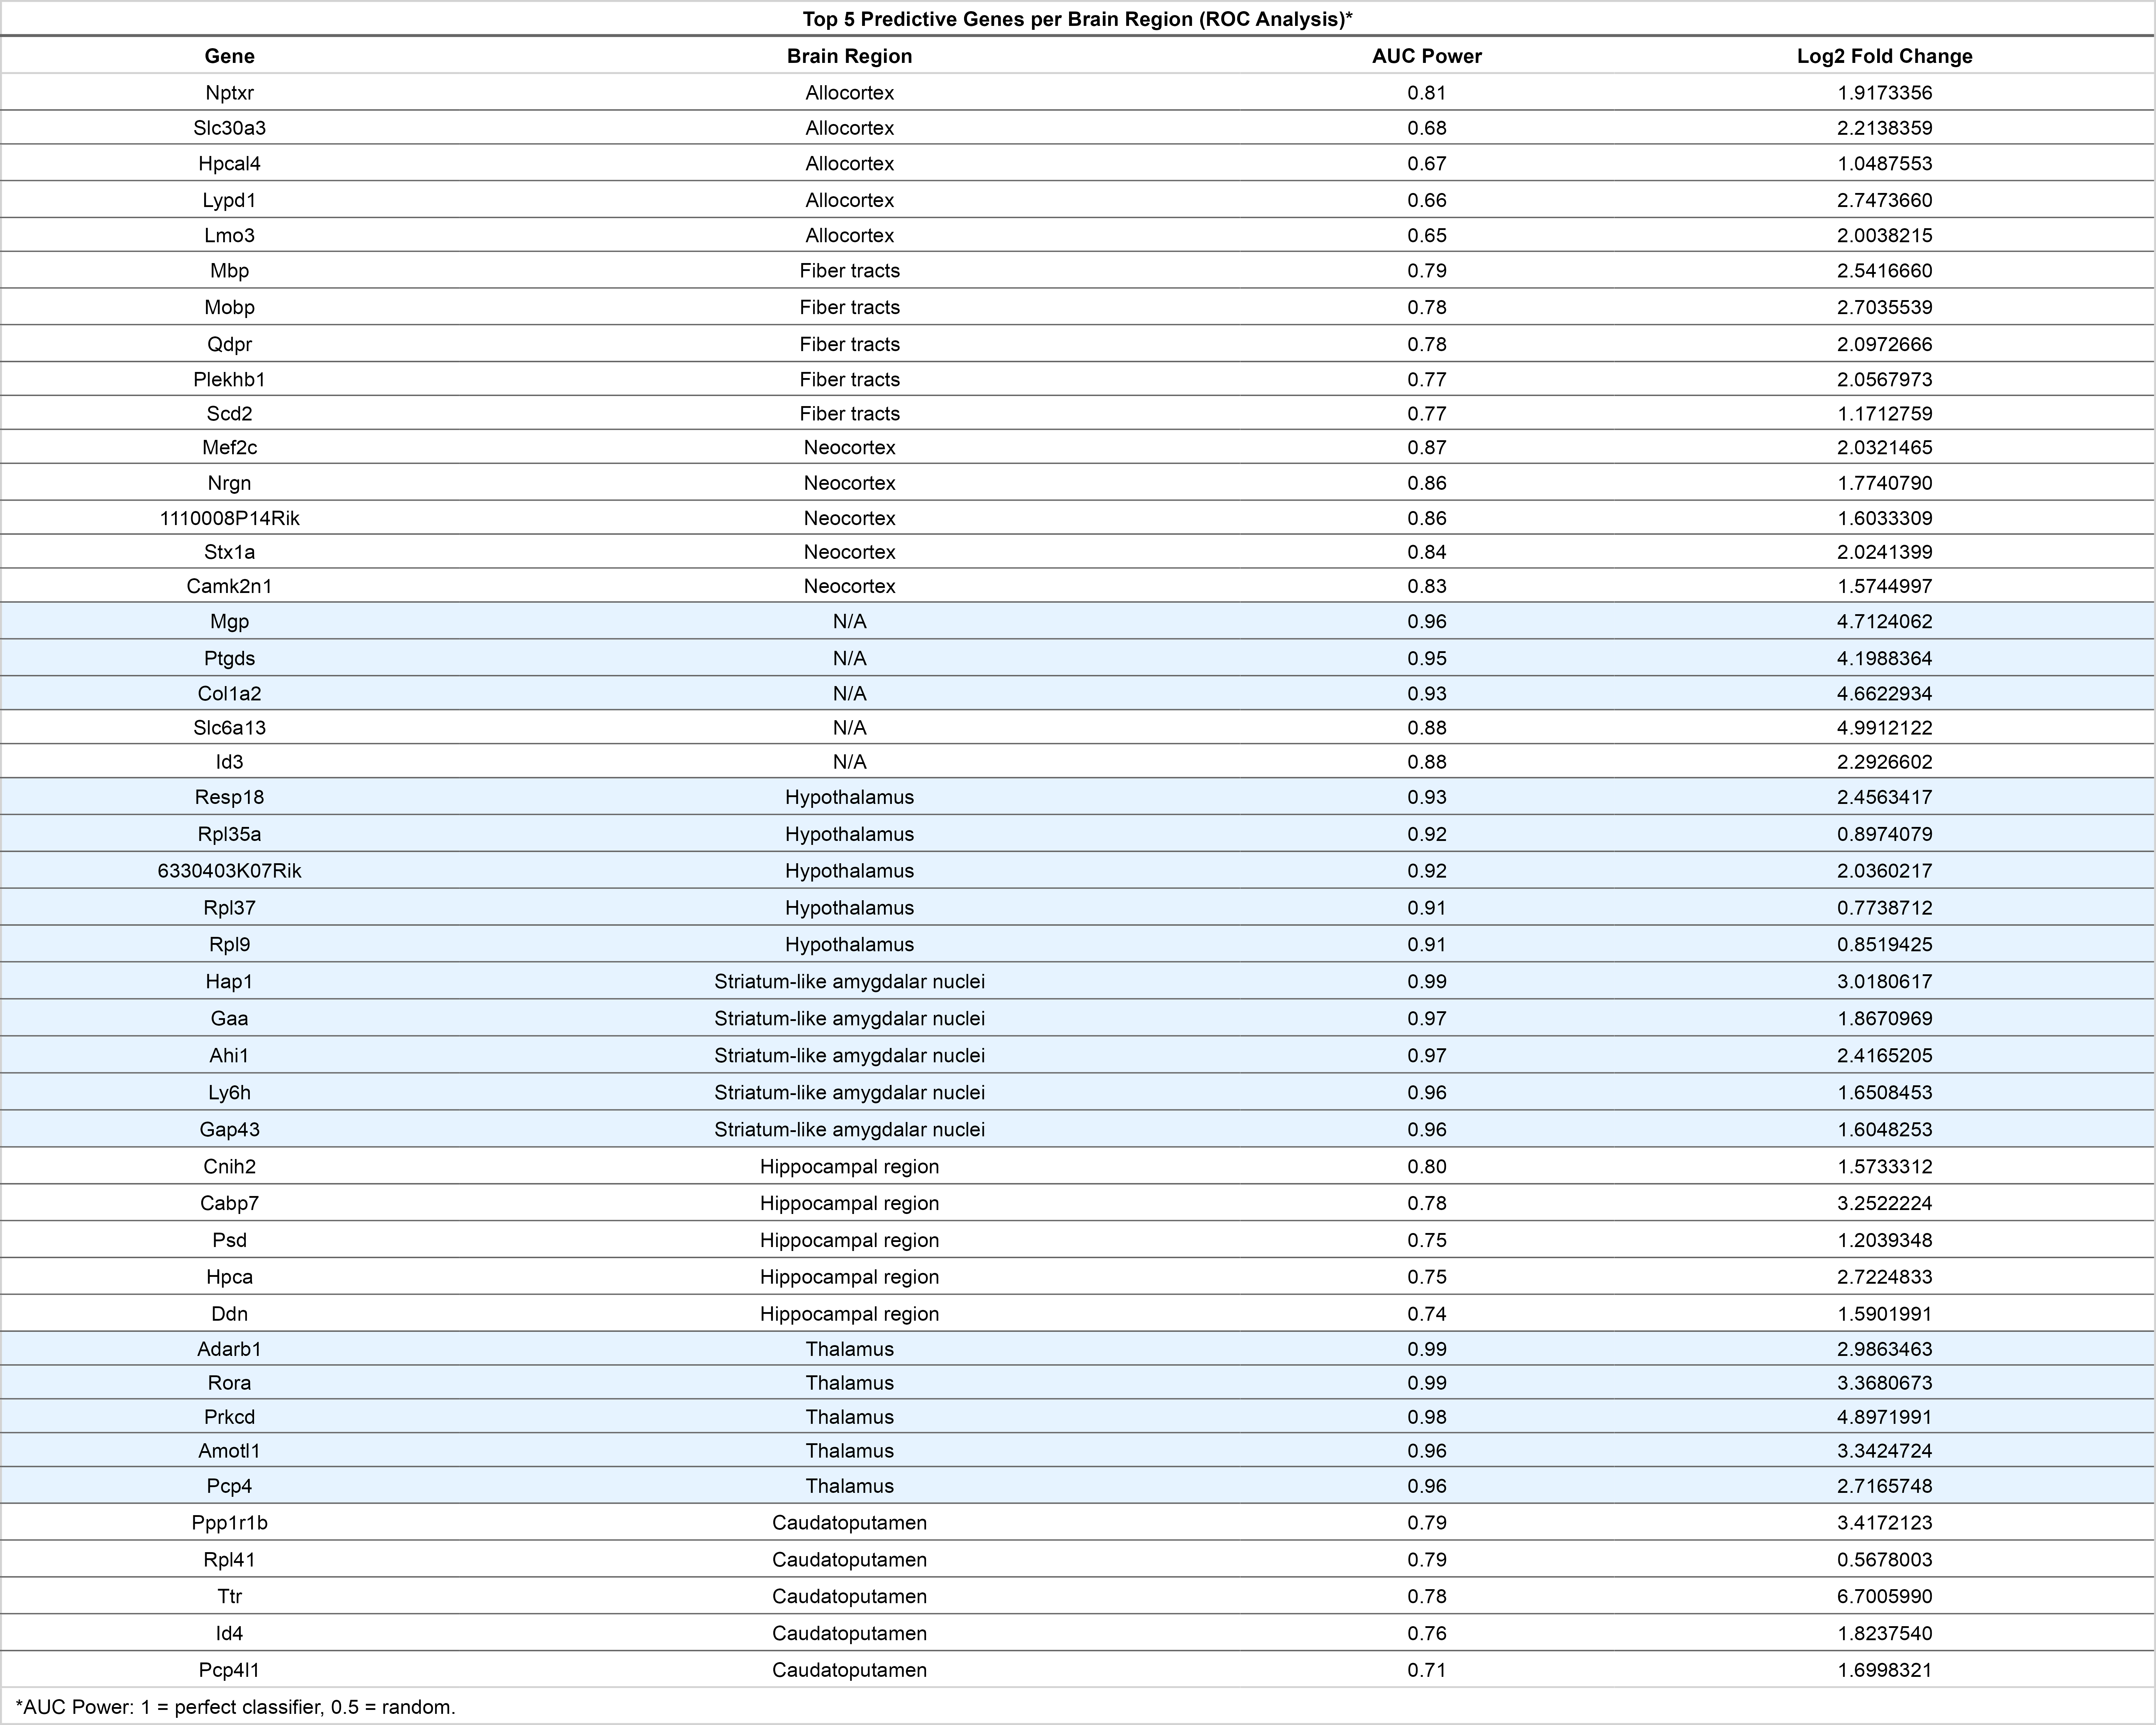 Top 5 Predictive Genes per Brain Region (ROC Analysis)*
Gene Brain Region AUC Power Log2 Fold Change
Nptxr Allocortex 0.81 1.9173356
Slc30a3 Allocortex 0.68 2.2138359
Hpcal4 Allocortex 0.67 1.0487553
Lypd1 Allocortex 0.66 2.7473660
Lmo3 Allocortex 0.65 2.0038215
Mbp Fiber tracts 0.79 2.5416660
Mobp Fiber tracts 0.78 2.7035539
Qdpr Fiber tracts 0.78 2.0972666
Plekhb1 Fiber tracts 0.77 2.0567973
Scd2 Fiber tracts 0.77 1.1712759
Mef2c Neocortex 0.87 2.0321465
Nrgn Neocortex 0.86 1.7740790
1110008P14Rik Neocortex 0.86 1.6033309
Stx1a Neocortex 0.84 2.0241399
Camk2n1 Neocortex 0.83 1.5744997
Mgp N/A 0.96 4.7124062
Ptgds N/A 0.95 4.1988364
Col1a2 N/A 0.93 4.6622934
Slc6a13 N/A 0.88 4.9912122
Id3 N/A 0.88 2.2926602
Resp18 Hypothalamus 0.93 2.4563417
Rpl35a Hypothalamus 0.92 0.8974079
6330403K07Rik Hypothalamus 0.92 2.0360217
Rpl37 Hypothalamus 0.91 0.7738712
Rpl9 Hypothalamus 0.91 0.8519425
Hap1 Striatum-like amygdalar nuclei 0.99 3.0180617
Gaa Striatum-like amygdalar nuclei 0.97 1.8670969
Ahi1 Striatum-like amygdalar nuclei 0.97 2.4165205
Ly6h Striatum-like amygdalar nuclei 0.96 1.6508453
Gap43 Striatum-like amygdalar nuclei 0.96 1.6048253
Cnih2 Hippocampal region 0.80 1.5733312
Cabp7 Hippocampal region 0.78 3.2522224
Psd Hippocampal region 0.75 1.2039348
Hpca Hippocampal region 0.75 2.7224833
Ddn Hippocampal region 0.74 1.5901991
Adarb1 Thalamus 0.99 2.9863463
Rora Thalamus 0.99 3.3680673
Prkcd Thalamus 0.98 4.8971991
Amotl1 Thalamus 0.96 3.3424724
Pcp4 Thalamus 0.96 2.7165748
Ppp1r1b Caudatoputamen 0.79 3.4172123
Rpl41 Caudatoputamen 0.79 0.5678003
Ttr Caudatoputamen 0.78 6.7005990
Id4 Caudatoputamen 0.76 1.8237540
Pcp4l1 Caudatoputamen 0.71 1.6998321
*AUC Power: 1 = perfect classifier, 0.5 = random.